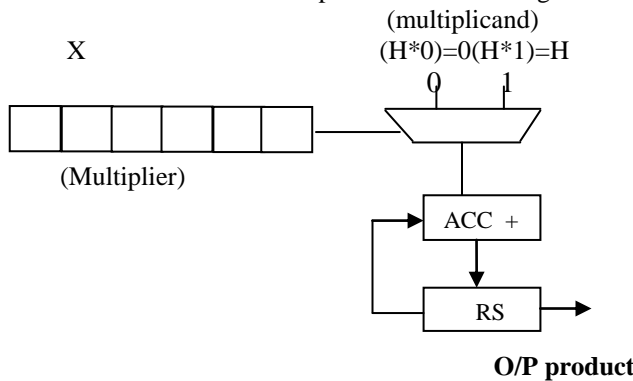 (multiplicand)
X
(H*0)=0(H*1)=H
0 1
(Multiplier)
ACC +
RS
O/P product